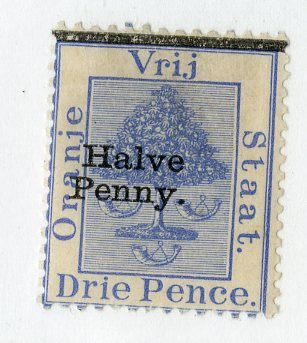 Vrij
Oranje
Staat.
Halve
Penny.
Drie Pence.